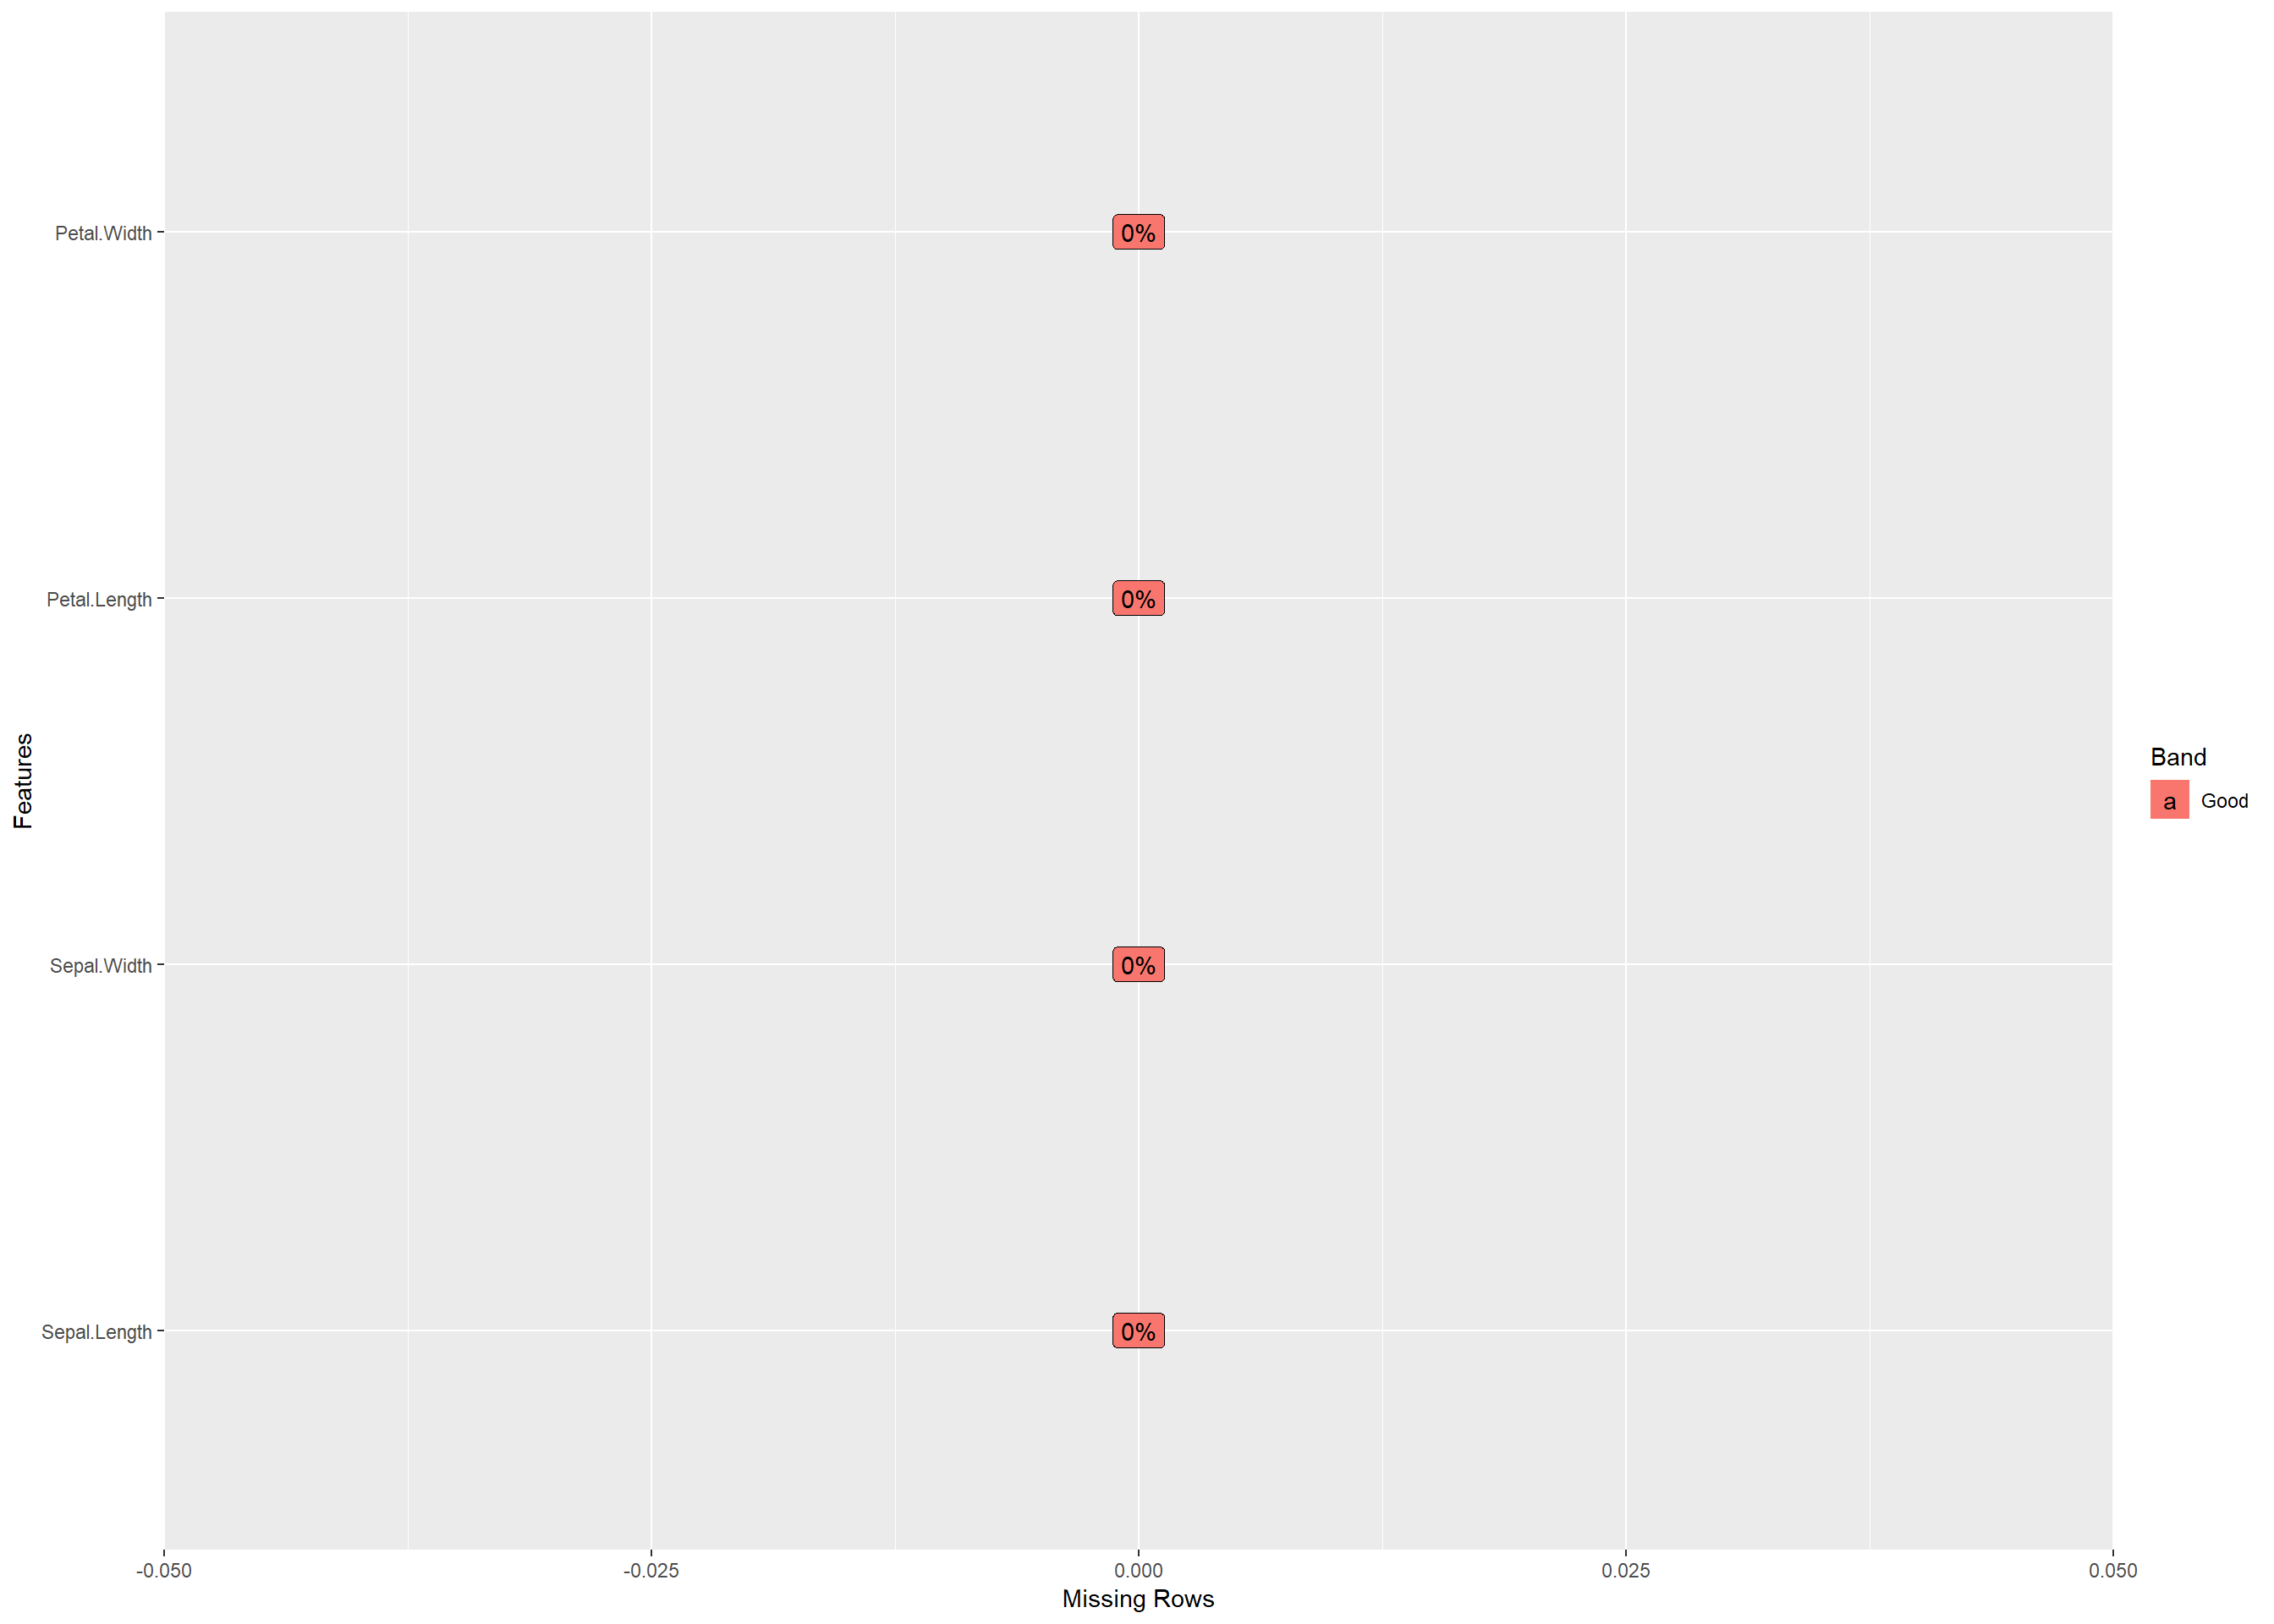 Petal.Width
0%
Petal.Length
0%
Features
Band
a Good
Sepal.Width
0%
Sepal.Length
0%
-0.050 -0.025 0.000 0.025 0.050
Missing Rows